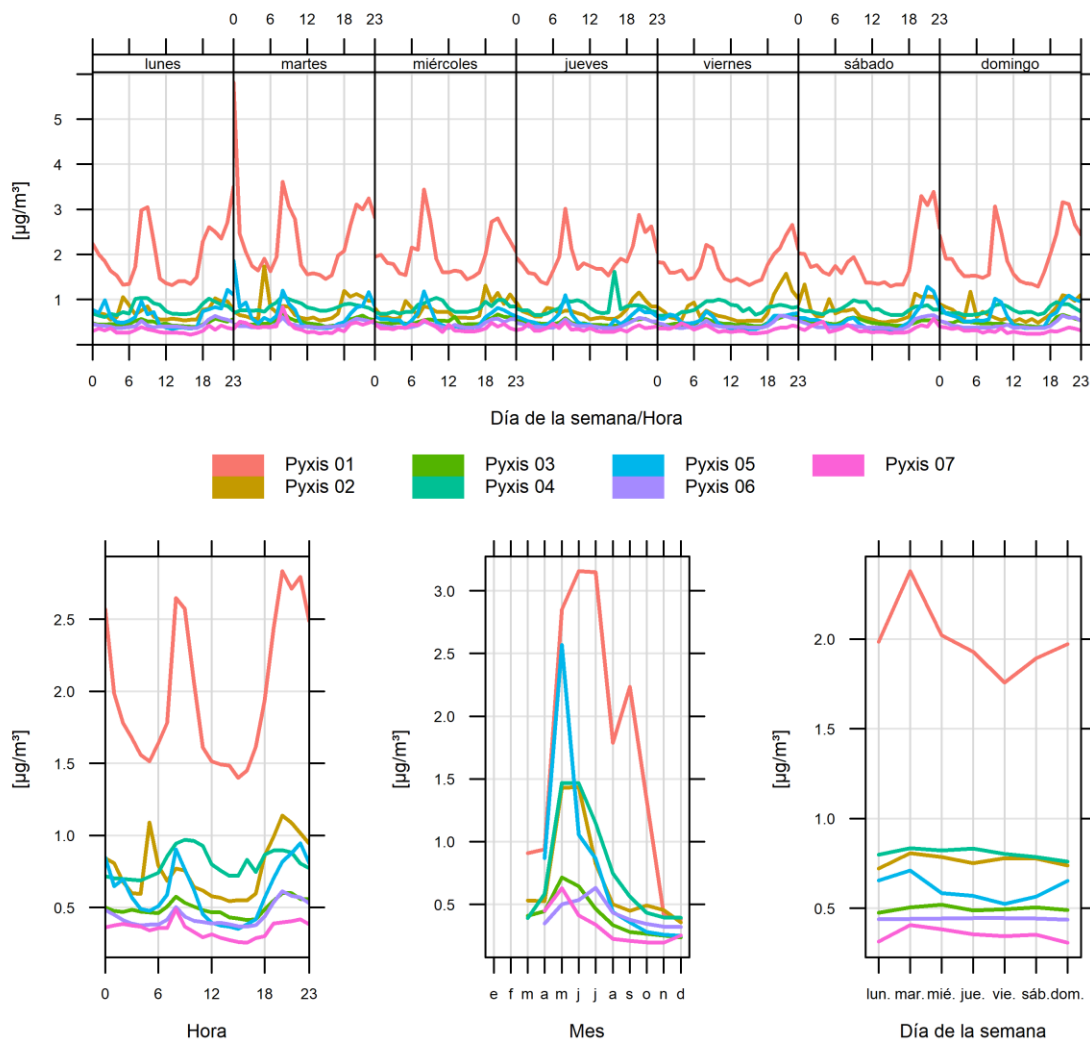 0 6 12 18 23 0 6 12 18 23 0 6 12 18 23
lunes martes miércoles jueves viernes sábado domingo
5
4
3
2
1
[µg/m³]
0 6 12 18 23 0 6 12 18 23 0 6 12 18 23 0 6 12 18 23
Día de la semana/Hora
Pyxis 01 Pyxis 03 Pyxis 05 Pyxis 07
Pyxis 02 Pyxis 04 Pyxis 06
2.5
2.0
1.5
1.0
0.5
[µg/m³]
0 6 12 18 23
Hora
3.0
2.5
2.0
1.5
1.0
0.5
[µg/m³]
e f m a m j j a s o n d
Mes
2.0
1.5
1.0
0.5
[µg/m³]
lun. mar. mié. jue. vie. sáb. dom.
Día de la semana